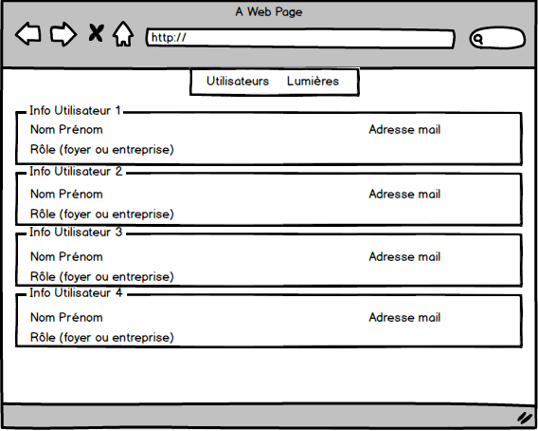 A Web Page
http://
Utilisateurs Lumières
Info Utilisateur 1
Nom Prénom Adresse mail
Rôle (foyer ou entreprise)
Info Utilisateur 2
Nom Prénom Adresse mail
Rôle (foyer ou entreprise)
Info Utilisateur 3
Nom Prénom Adresse mail
Rôle (foyer ou entreprise)
Info Utilisateur 4
Nom Prénom Adresse mail
Rôle (foyer ou entreprise)